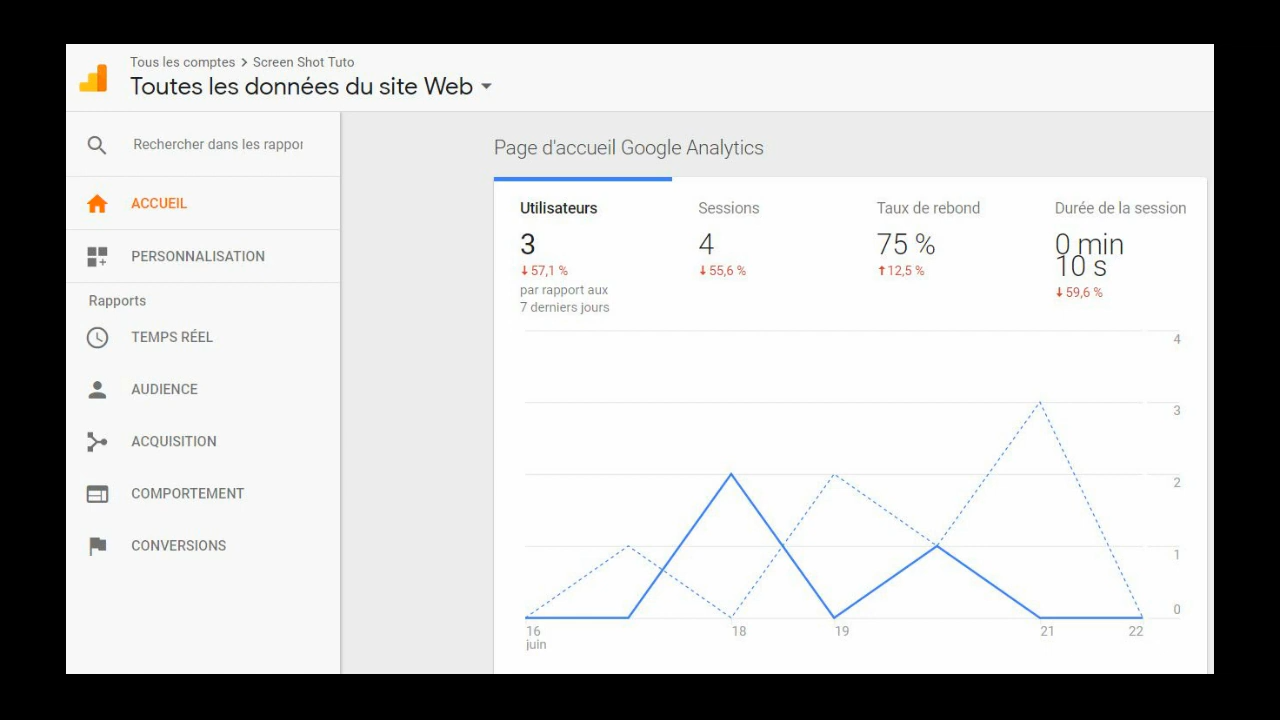 Tous les comptes > Screen Shot Tuto
Toutes les données du site Web
Rechercher dans les rappor
ACCUEIL
PERSONNALISATION
Rapports
TEMPS RÉEL
AUDIENCE
ACQUISITION
COMPORTEMENT
CONVERSIONS
Page d'accueil Google Analytics
Utilisateurs
3
↓57,1 %
par rapport aux
7 derniers jours
Sessions
4
↓55,6 %
Taux de rebond
75 %
↑12,5 %
Durée de la session
0 min
10 s
↓59,6 %
4
3
2
1
0
16 18 19 21 22
juin